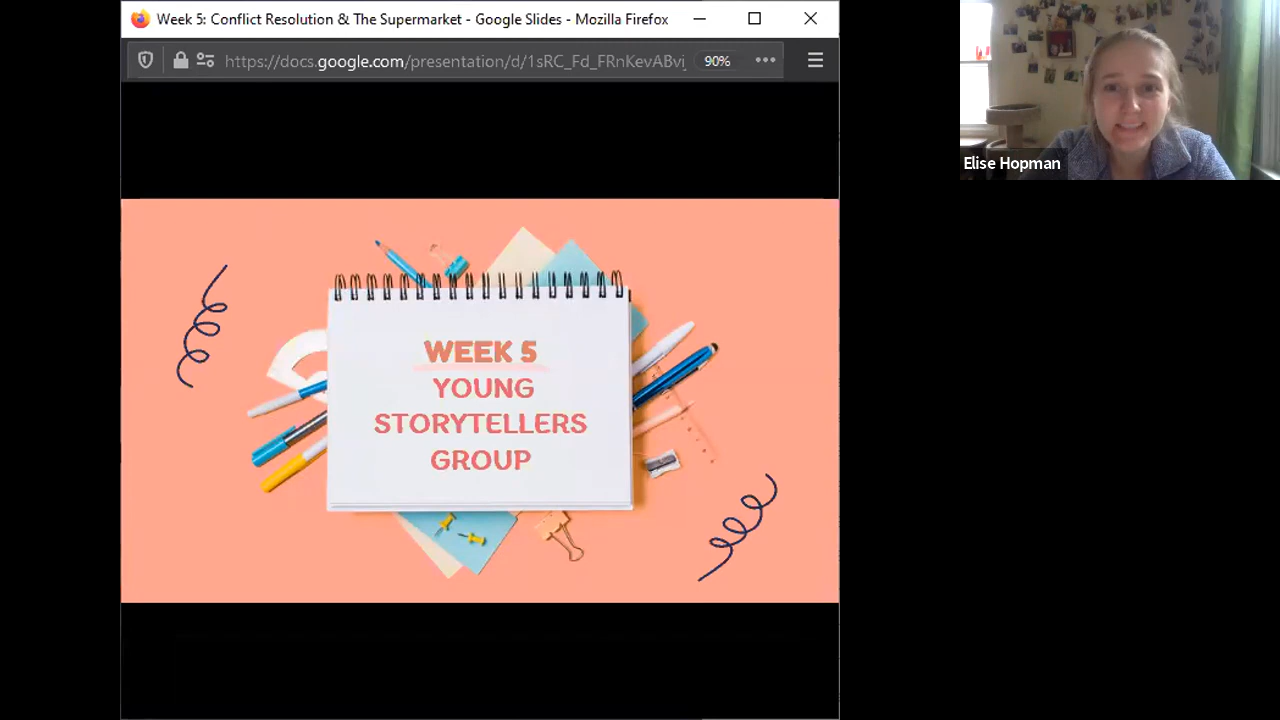 Week 5: Conflict Resolution & The Supermarket - Google Slides - Mozilla Firefox
https://docs.google.com/presentation/d/1sRC_Fd_FRnKevABvi
90%
Elise Hopman
WEEK 5
YOUNG
STORYTELLERS
GROUP